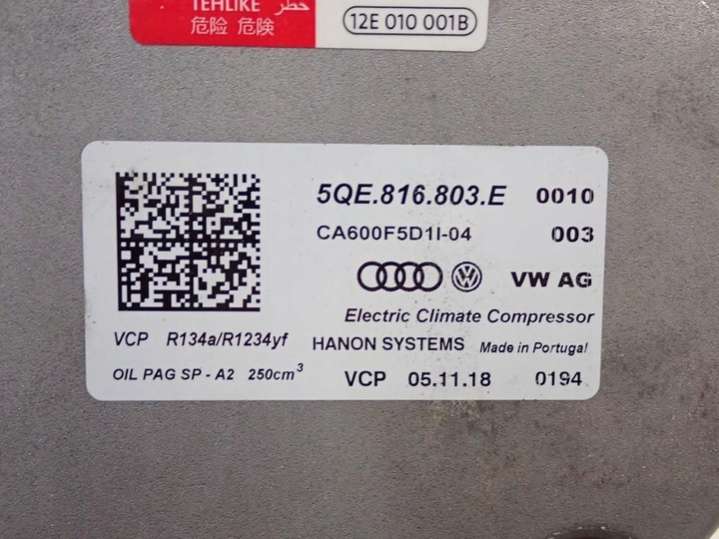 TEHLIKE خطر
危险 危険
12E 010 001B
5QE.816.803.E 0010
CA600F5D1I-04 003
VW AG
Electric Climate Compressor
VCP R134a/R1234yf HANON SYSTEMS Made in Portugal
OIL PAG SP - A2 250cm³ VCP 05.11.18 0194